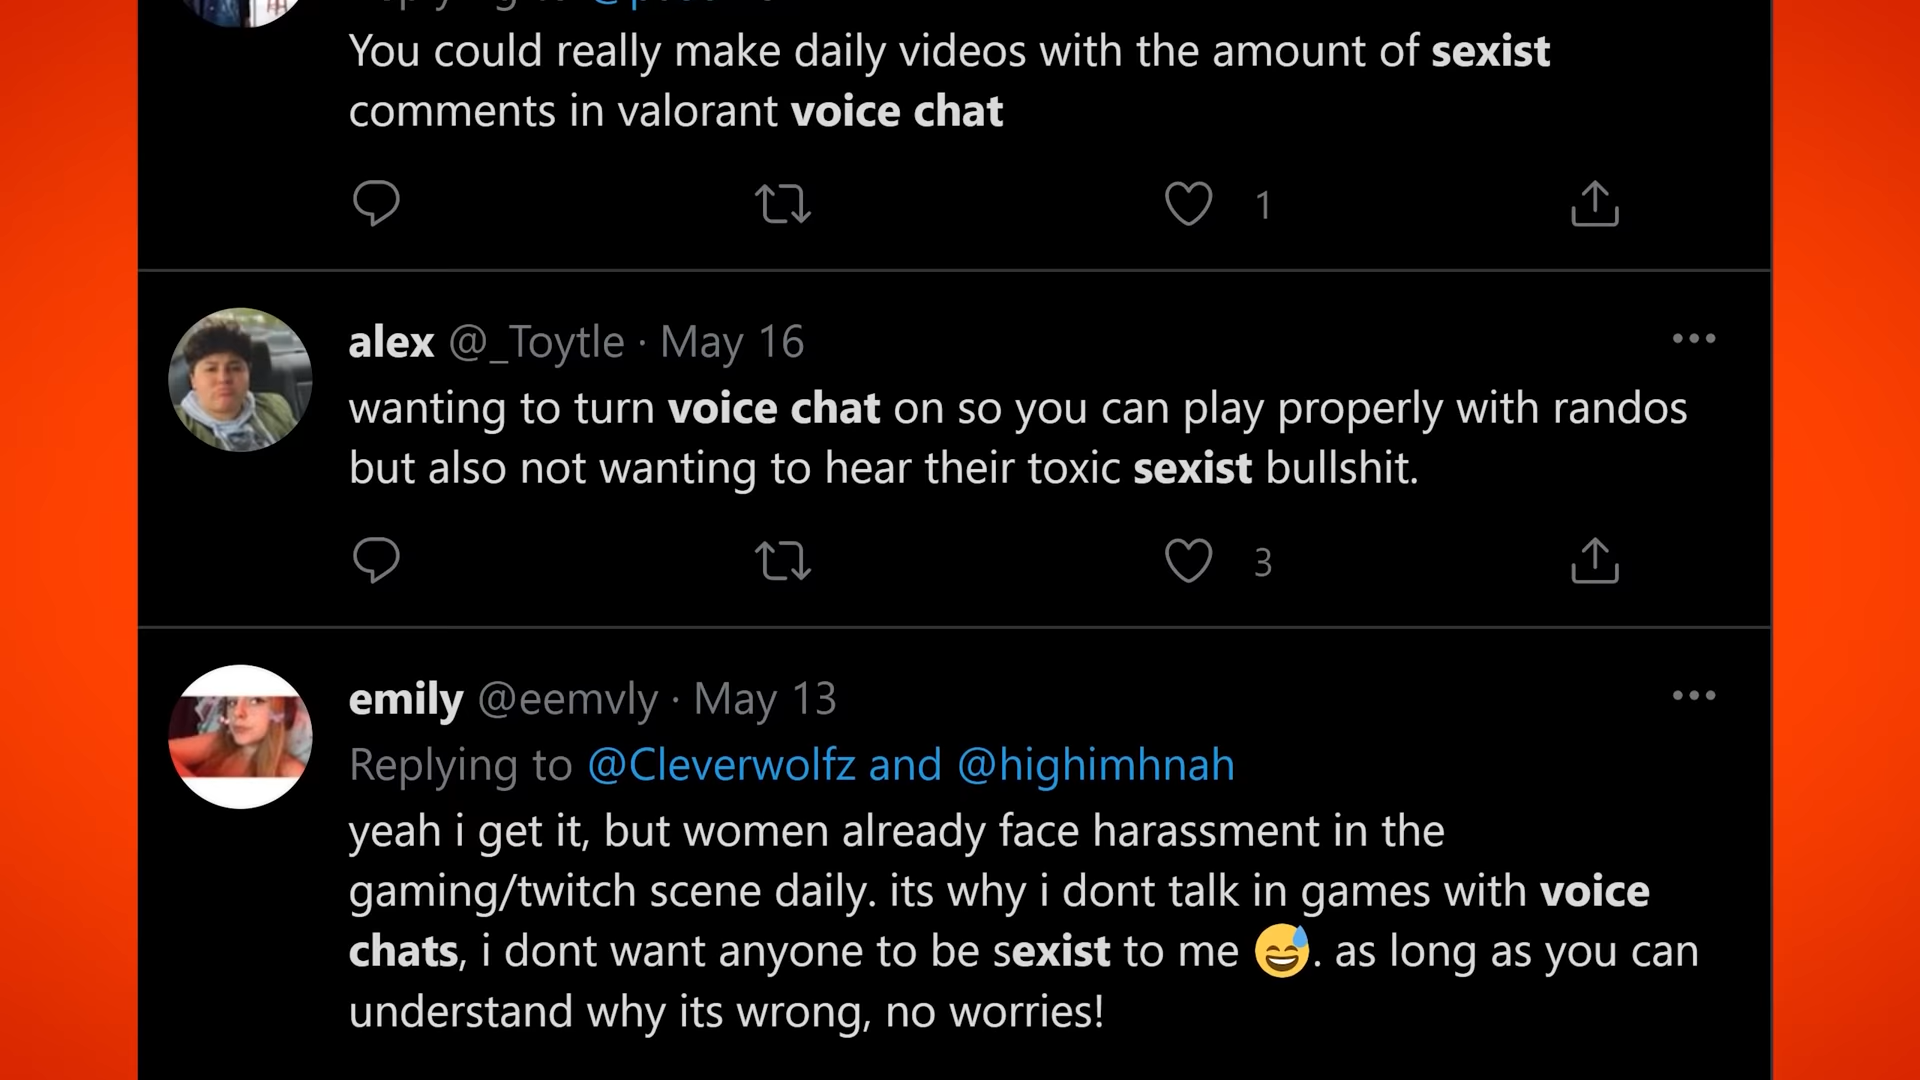 You could really make daily videos with the amount of sexist
comments in valorant voice chat
1
alex @_Toytle · May 16
wanting to turn voice chat on so you can play properly with randos
but also not wanting to hear their toxic sexist bullshit.
3
emily @eemvly · May 13
Replying to @Cleverwolfz and @highimhnah
yeah i get it, but women already face harassment in the
gaming/twitch scene daily. its why i dont talk in games with voice
chats, i dont want anyone to be sexist to me 😅. as long as you can
understand why its wrong, no worries!